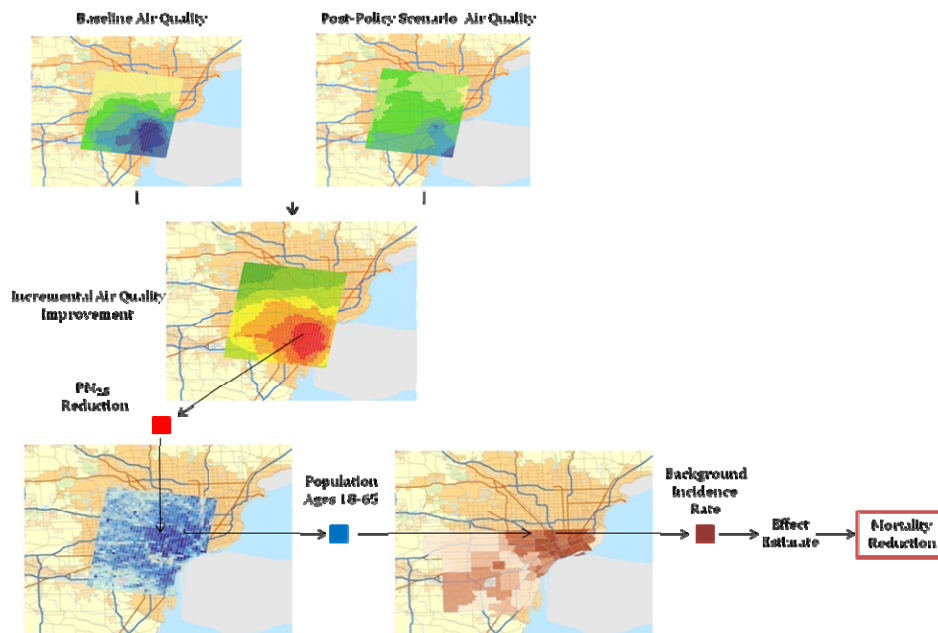 Baseline Air Quality
Post-Policy Scenario Air Quality
Incremental Air Quality
Improvement
PM2.5
Reduction
Population
Ages 18-65
Background
Incidence
Rate
Effect
Estimate
Mortality
Reduction